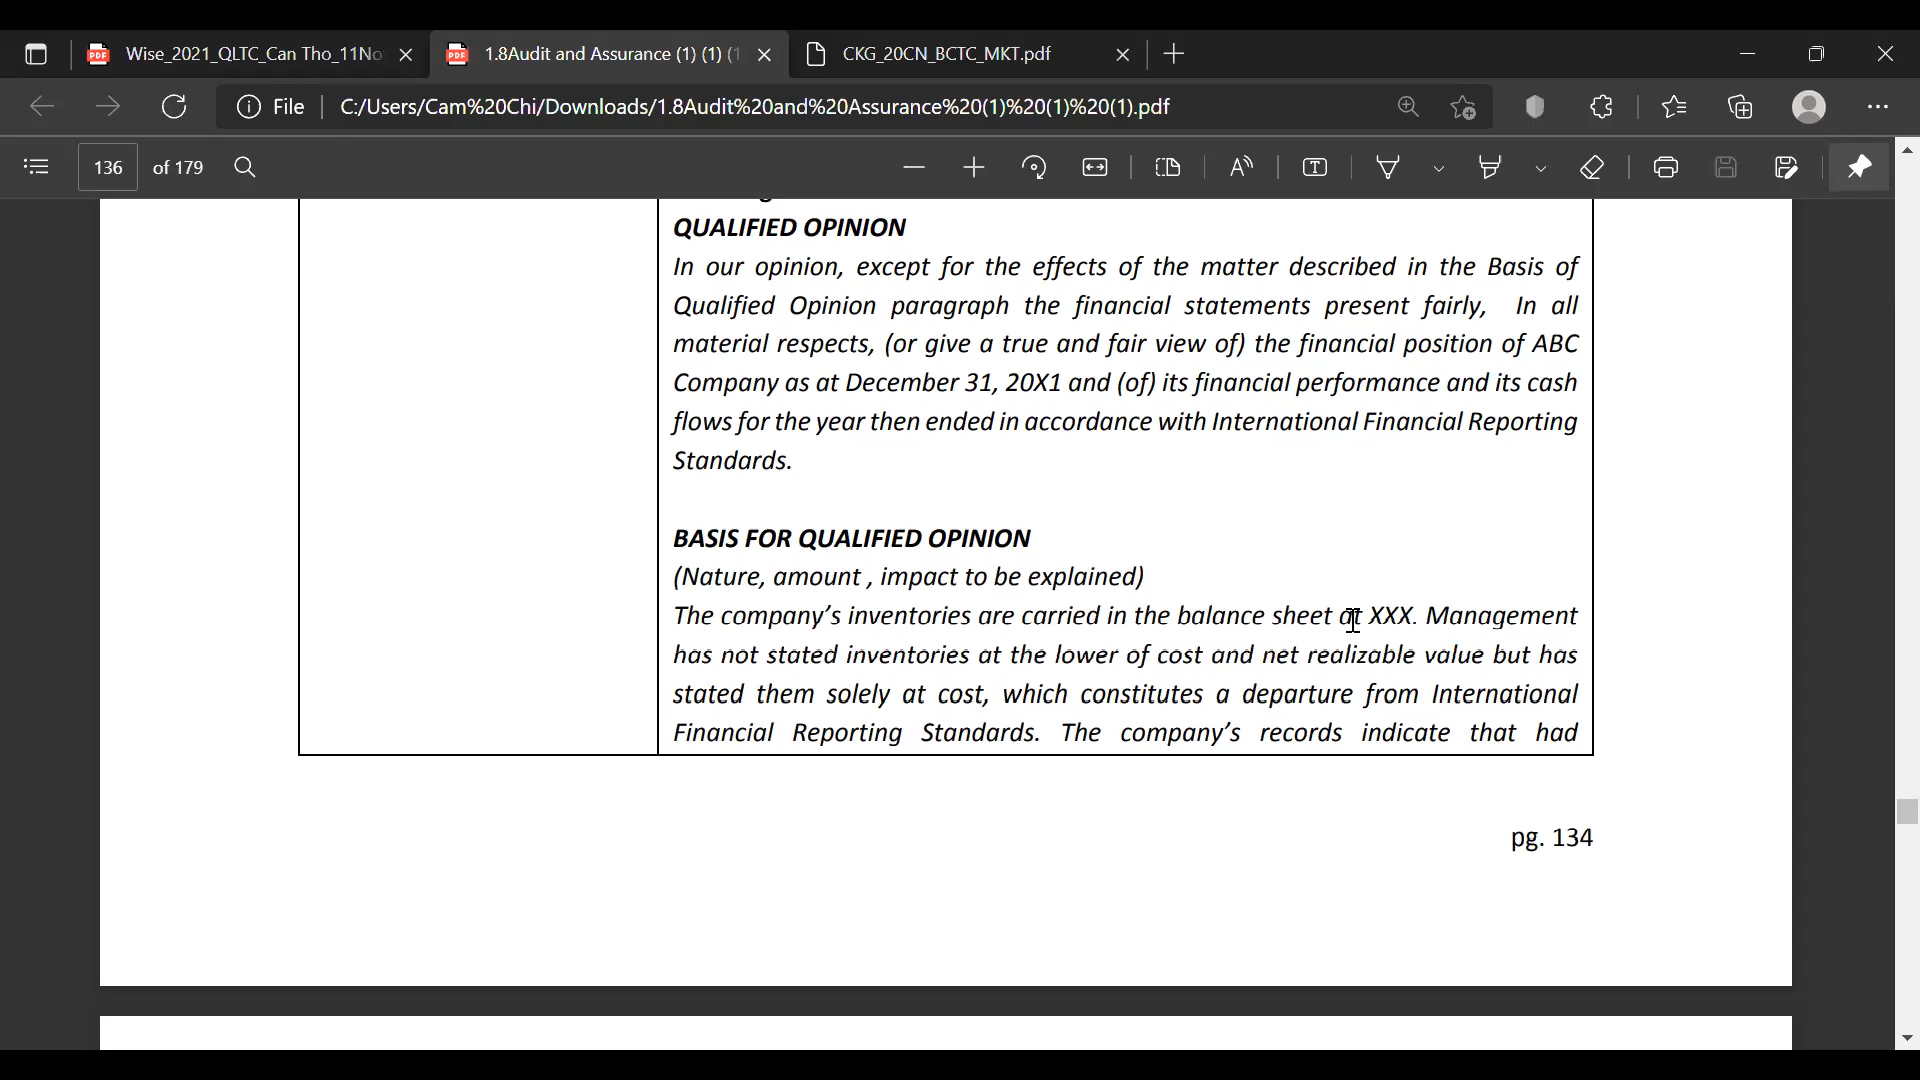 Wise_2021_QLTC_Can Tho_11No
1.8Audit and Assurance (1) (1) (1
CKG_20CN_BCTC_MKT.pdf
File
C:/Users/Cam%20Chi/Downloads/1.8Audit%20and%20Assurance%20(1)%20(1)%20(1).pdf
136 of 179
QUALIFIED OPINION
In our opinion, except for the effects of the matter described in the Basis of
Qualified Opinion paragraph the financial statements present fairly, In all
material respects, (or give a true and fair view of) the financial position of ABC
Company as at December 31, 20X1 and (of) its financial performance and its cash
flows for the year then ended in accordance with International Financial Reporting
Standards.
BASIS FOR QUALIFIED OPINION
(Nature, amount , impact to be explained)
The company's inventories are carried in the balance sheet at XXX. Management
has not stated inventories at the lower of cost and net realizable value but has
stated them solely at cost, which constitutes a departure from International
Financial Reporting Standards. The company's records indicate that had
pg. 134